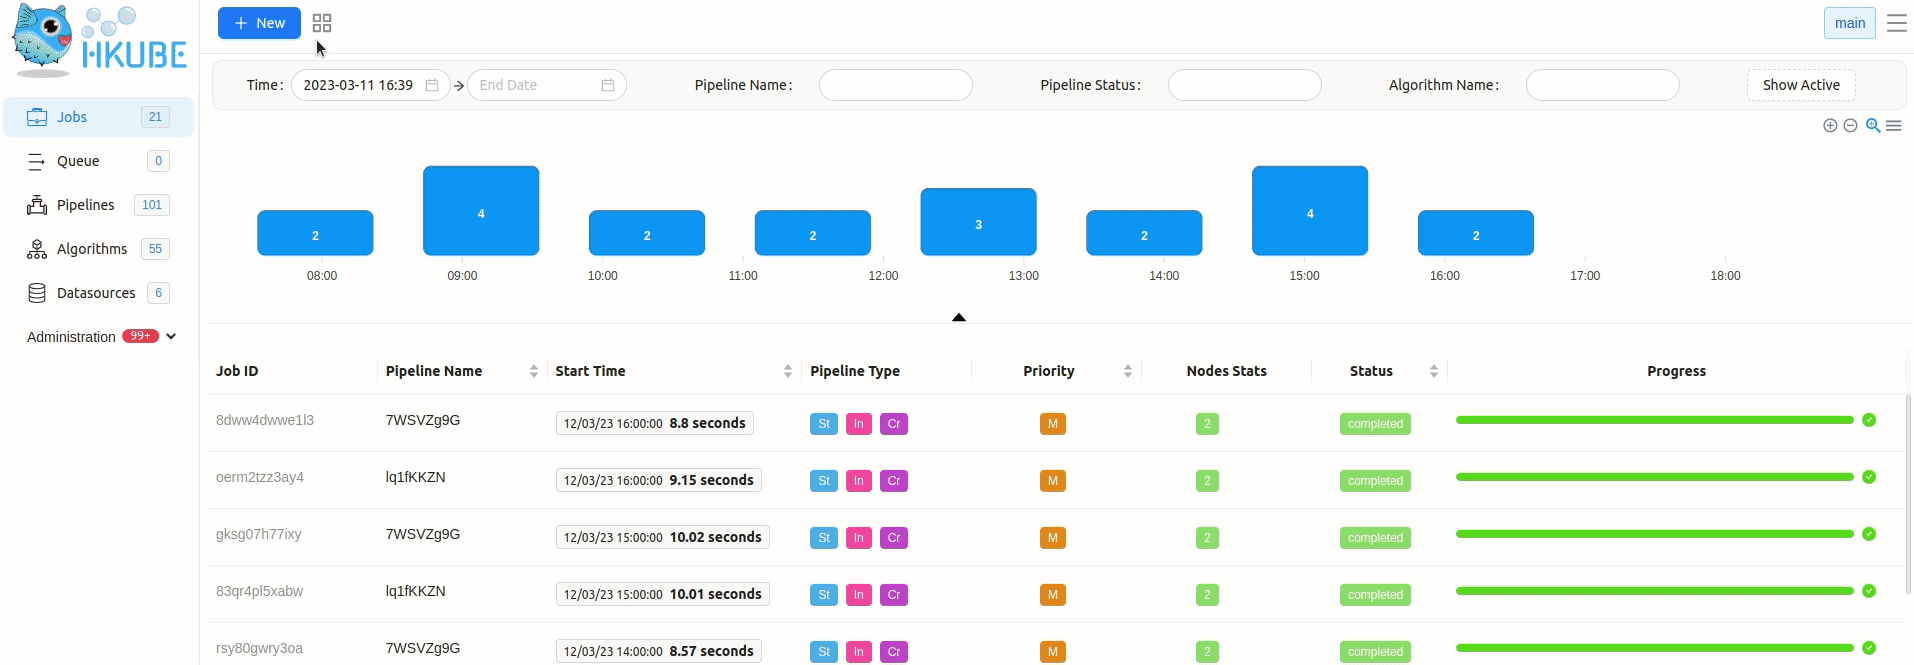 HKUBE
+ New
main
Time: 2023-03-11 16:39 → End Date Pipeline Name: Pipeline Status: Algorithm Name: Show Active
Jobs 21
Queue 0
Pipelines 101
Algorithms 55
Datasources 6
Administration 99+
2 4 2 2 3 2 4 2
08:00 09:00 10:00 11:00 12:00 13:00 14:00 15:00 16:00 17:00 18:00
Job ID Pipeline Name Start Time Pipeline Type Priority Nodes Stats Status Progress
8dww4dwwe1l3 7WSVZg9G 12/03/23 16:00:00 8.8 seconds St In Cr M 2 completed
oerm2tzz3ay4 lq1fKKZN 12/03/23 16:00:00 9.15 seconds St In Cr M 2 completed
gksg07h77ixy 7WSVZg9G 12/03/23 15:00:00 10.02 seconds St In Cr M 2 completed
83qr4pl5xabw lq1fKKZN 12/03/23 15:00:00 10.01 seconds St In Cr M 2 completed
rsy80gwry3oa 7WSVZg9G 12/03/23 14:00:00 8.57 seconds St In Cr M 2 completed